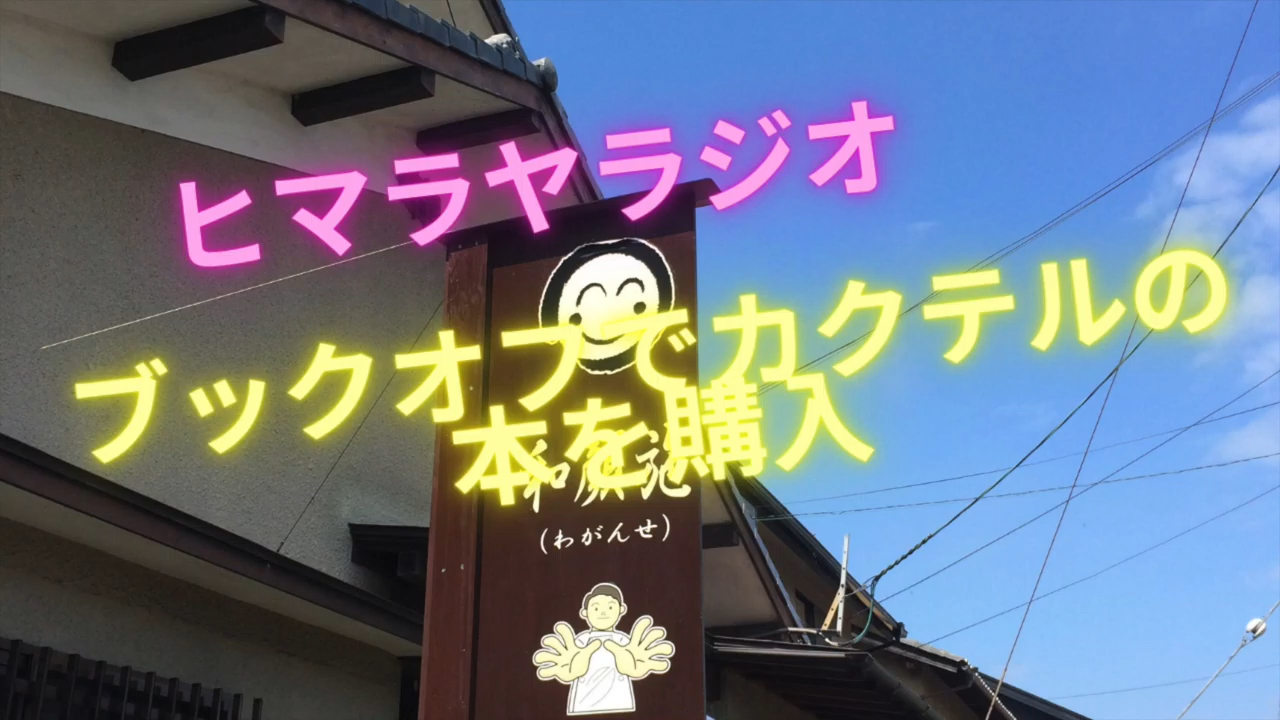 ヒマラヤラジオ
ブックオフでカクテルの
本を購入
(わがんせ)